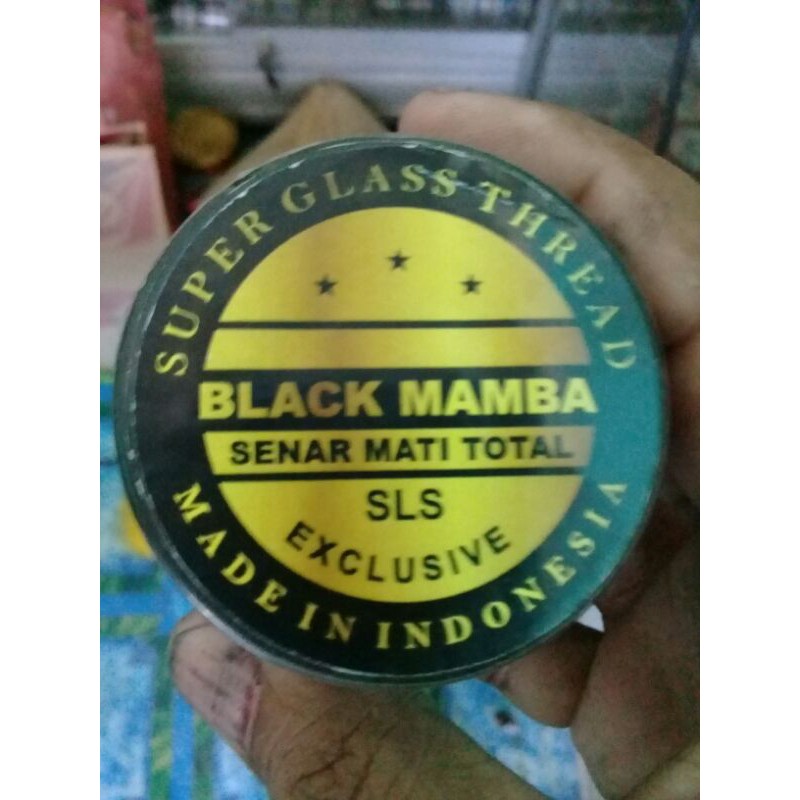 SUPER GLASS THREAD
BLACK MAMBA
SENAR MATI TOTAL
SLS
EXCLUSIVE
MADE IN INDONESIA